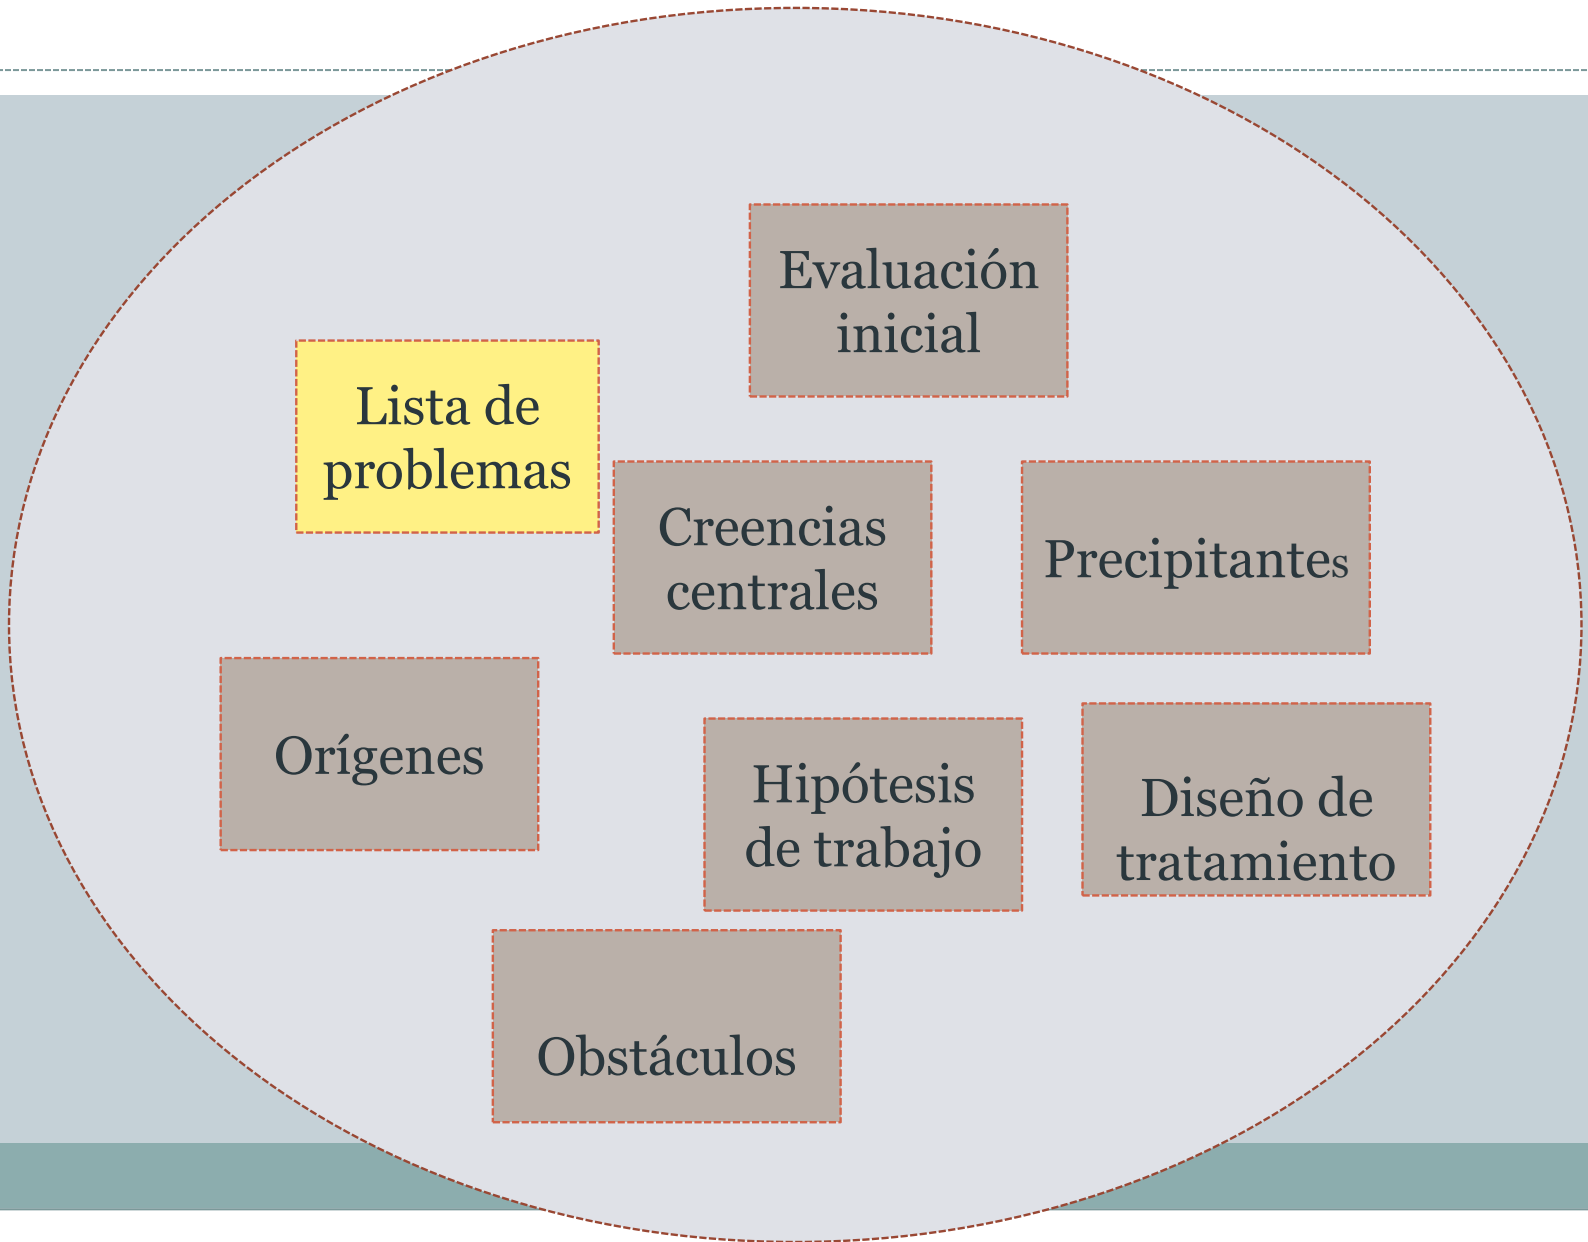 Evaluación
inicial
Lista de
problemas
Creencias
centrales
Precipitantes
Orígenes
Hipótesis
de trabajo
Diseño de
tratamiento
Obstáculos